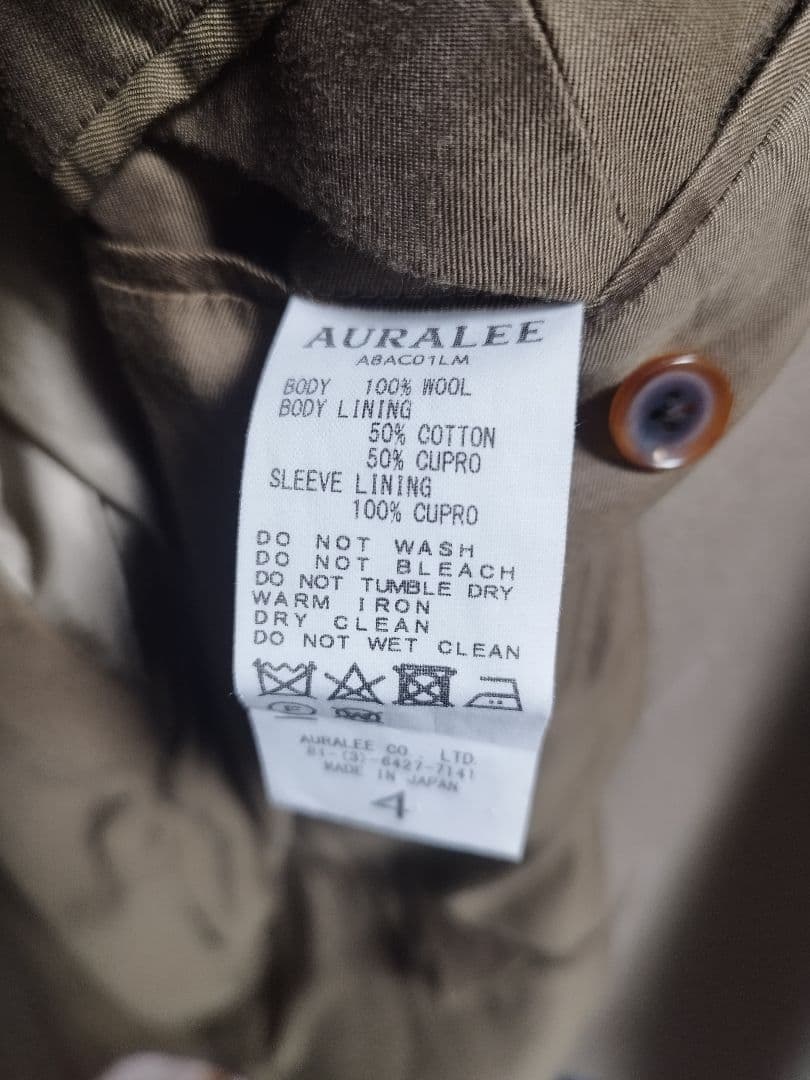 AURALEE
A8AC01LM
BODY 100% WOOL
BODY LINING
50% COTTON
50% CUPRO
SLEEVE LINING
100% CUPRO
DO NOT WASH
DO NOT BLEACH
DO NOT TUMBLE DRY
WARM IRON
DRY CLEAN
DO NOT WET CLEAN
AURALEE CO., LTD.
81-(3)-6427-7141
MADE IN JAPAN
4